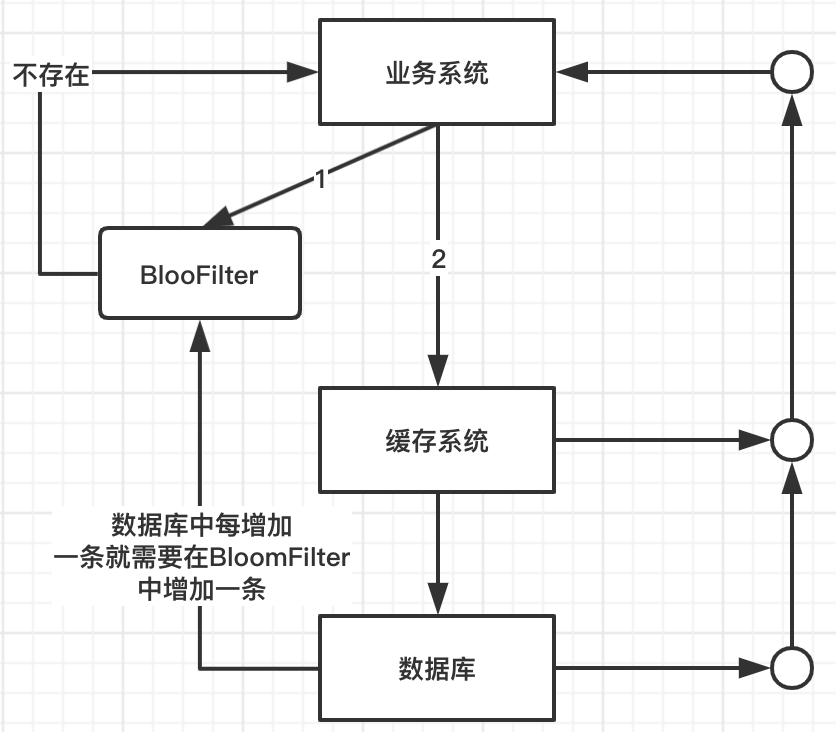 不存在
业务系统
1
BlooFilter
2
缓存系统
数据库中每增加
一条就需要在BloomFilter
中增加一条
数据库